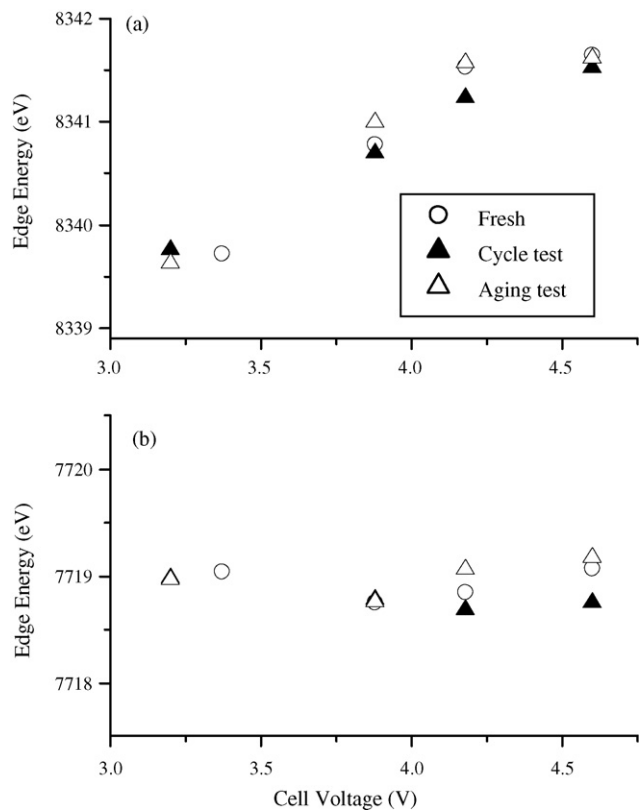 (a)
8342
8341
8340
8339
Edge Energy (eV)
Fresh
Cycle test
Aging test
3.0 3.5 4.0 4.5
(b)
7720
7719
7718
Edge Energy (eV)
3.0 3.5 4.0 4.5
Cell Voltage (V)